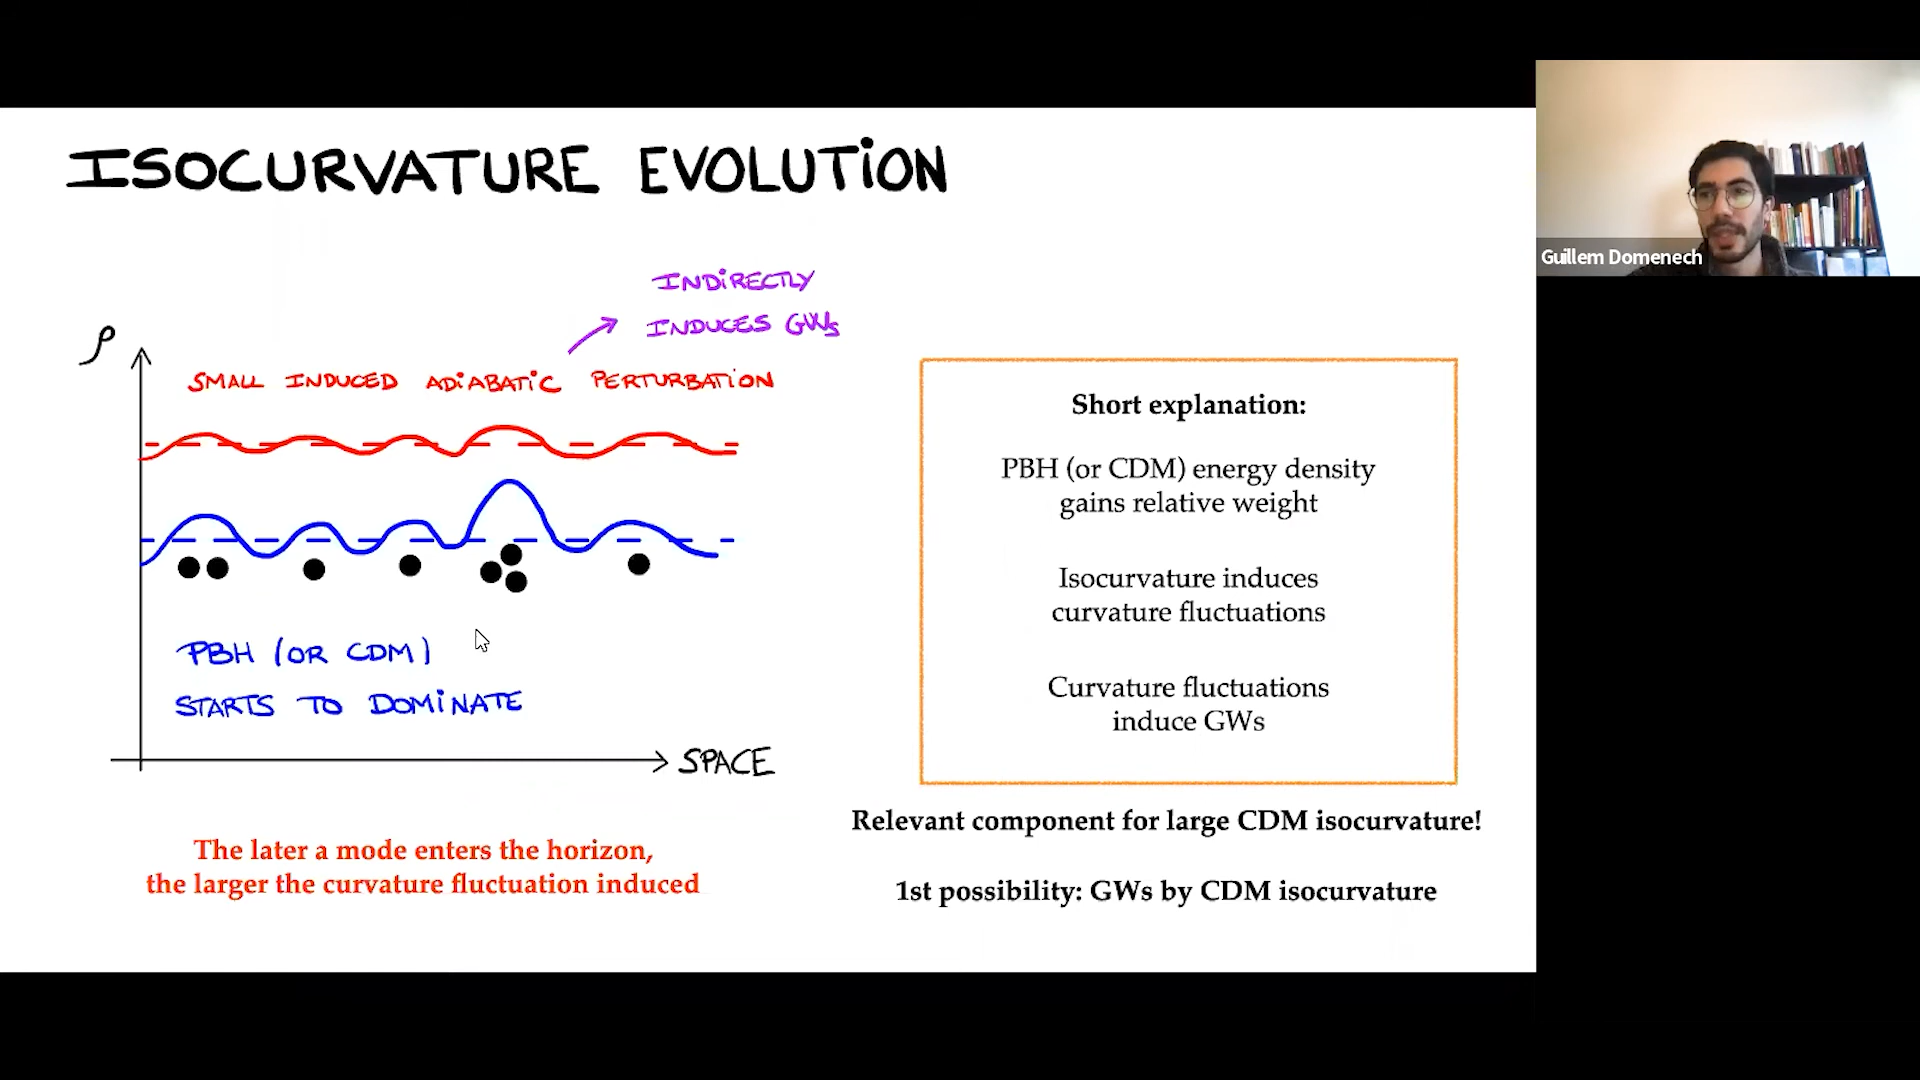 ISOCURVATURE EVOLUTION
Guillem Domenech
INDIRECTLY
INDUCES GWs
ρ
SMALL INDUCED ADIABATIC PERTURBATION
PBH (OR CDM)
STARTS TO DOMINATE
SPACE
The later a mode enters the horizon,
the larger the curvature fluctuation induced
Short explanation:
PBH (or CDM) energy density
gains relative weight
Isocurvature induces
curvature fluctuations
Curvature fluctuations
induce GWs
Relevant component for large CDM isocurvature!
1st possibility: GWs by CDM isocurvature